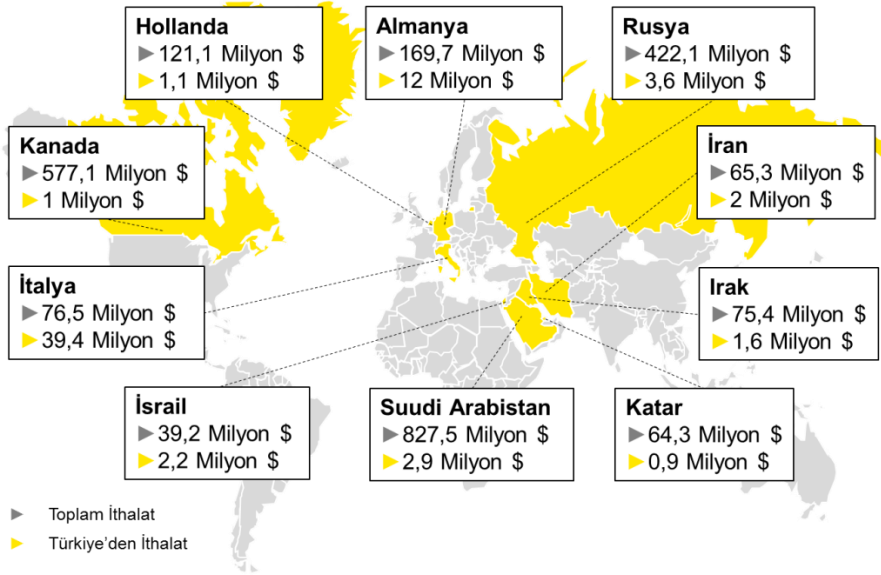 Hollanda
121,1 Milyon $
1,1 Milyon $
Almanya
169,7 Milyon $
12 Milyon $
Rusya
422,1 Milyon $
3,6 Milyon $
Kanada
577,1 Milyon $
1 Milyon $
İran
65,3 Milyon $
2 Milyon $
İtalya
76,5 Milyon $
39,4 Milyon $
Irak
75,4 Milyon $
1,6 Milyon $
İsrail
39,2 Milyon $
2,2 Milyon $
Suudi Arabistan
827,5 Milyon $
2,9 Milyon $
Katar
64,3 Milyon $
0,9 Milyon $
Toplam İthalat
Türkiye'den İthalat